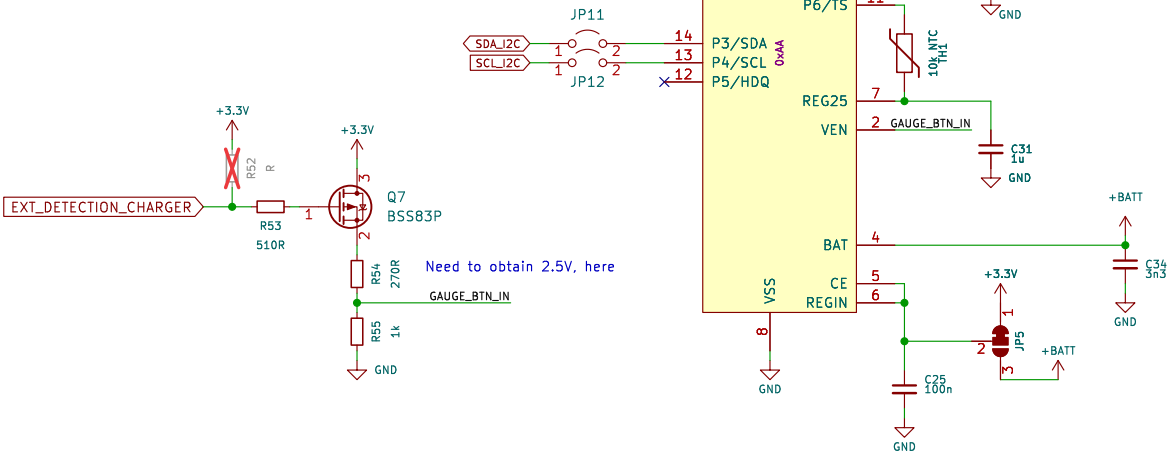 P6/TS
11
GND
JP11
SDA_I2C
1
2
14
P3/SDA
SCL_I2C
1
2
13
P4/SCL
JP12
12
P5/HDQ
0xAA
10k NTC
TH1
REG25
7
VEN
2
GAUGE_BTN_IN
C31
1u
GND
+3.3V
R52
R
+3.3V
3
EXT_DETECTION_CHARGER
R53
510R
1
Q7
BSS83P
2
R54
270R
Need to obtain 2.5V, here
GAUGE_BTN_IN
R55
1k
GND
+BATT
BAT
4
C34
3n3
GND
CE
5
REGIN
6
VSS
8
GND
+3.3V
1
2
JP5
3
+BATT
C25
100n
GND